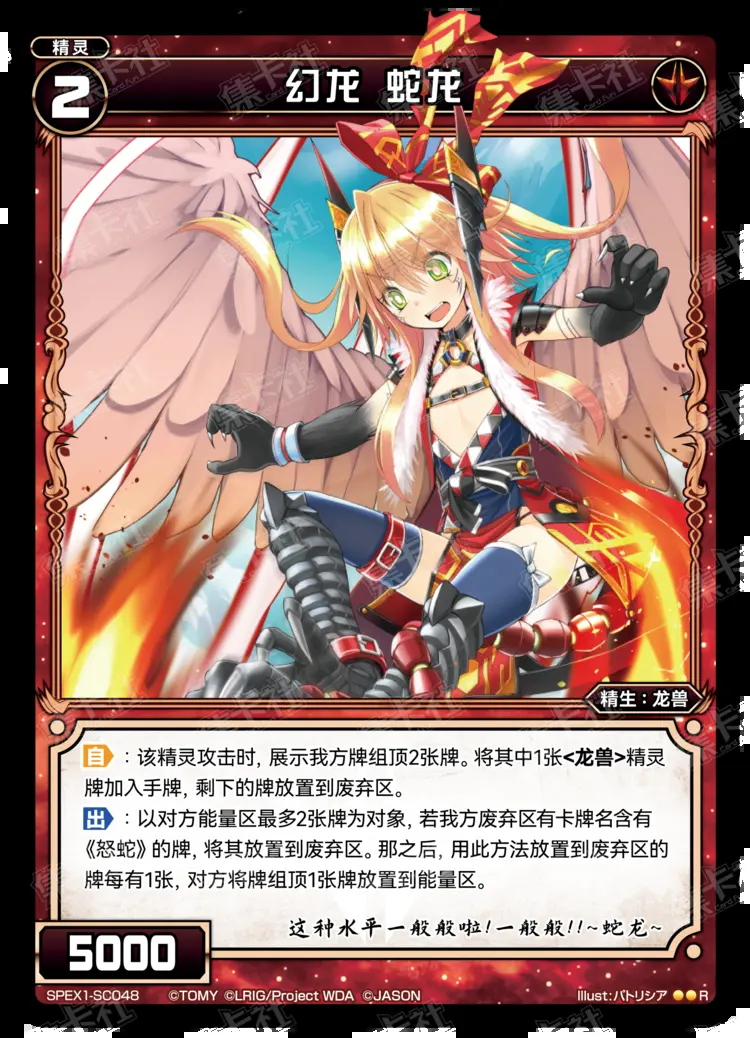 精灵
2
幻龙 蛇龙
精生：龙兽
自：该精灵攻击时，展示我方牌组顶2张牌。将其中1张<龙兽>精灵
牌加入手牌，剩下的牌放置到废弃区。
出：以对方能量区最多2张牌为对象，若我方废弃区有卡牌名含有
《怒蛇》的牌，将其放置到废弃区。那之后，用此方法放置到废弃区的
牌每有1张，对方将牌组顶1张牌放置到能量区。
这种水平一般般啦!一般般!!~蛇龙~
5000
SPEX1-SC048 ©TOMY ©LRIG/Project WDA ©JASON Illust:パトリシア R
集卡社